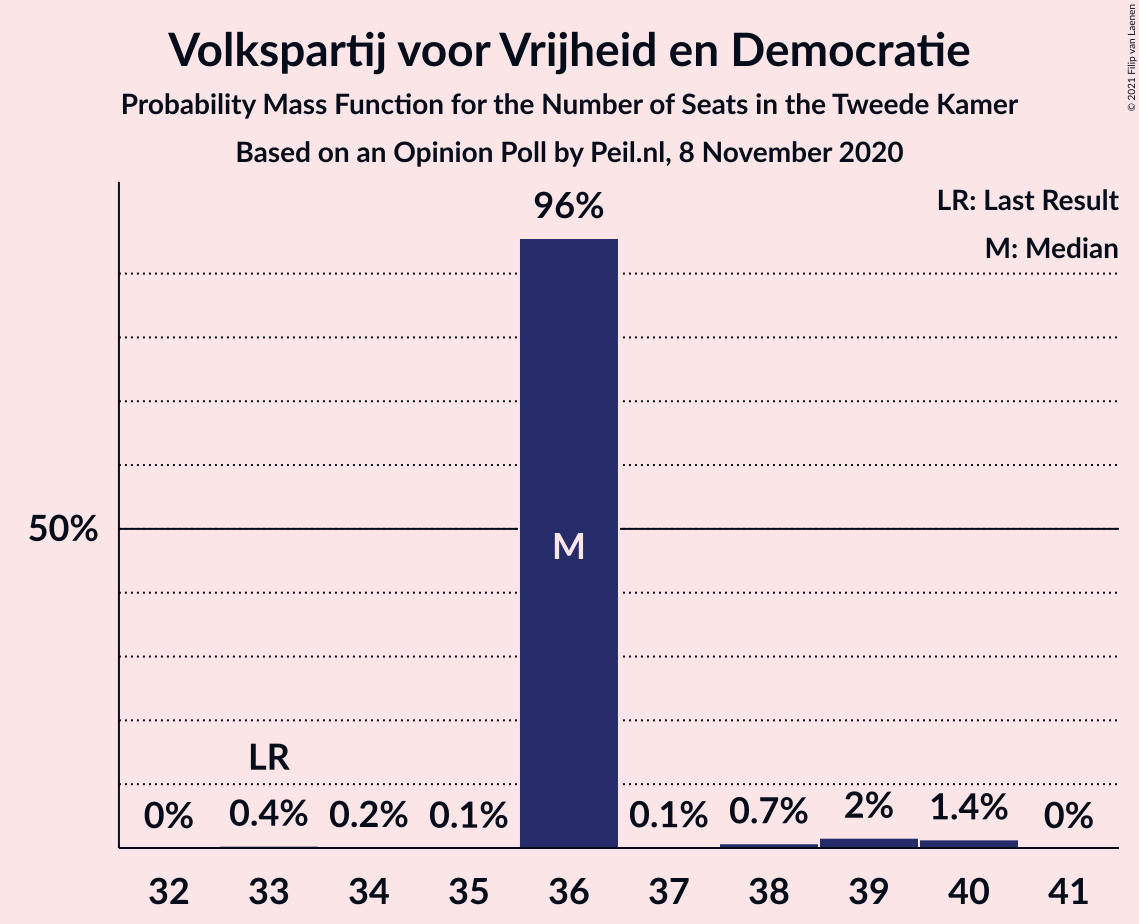 Volkspartij voor Vrijheid en Democratie
Probability Mass Function for the Number of Seats in the Tweede Kamer
Based on an Opinion Poll by Peil.nl, 8 November 2020
© 2021 Filip van Laenen
LR: Last Result
M: Median
96%
50%
M
LR
0% 0.4% 0.2% 0.1% 0.1% 0.7% 2% 1.4% 0%
32 33 34 35 36 37 38 39 40 41